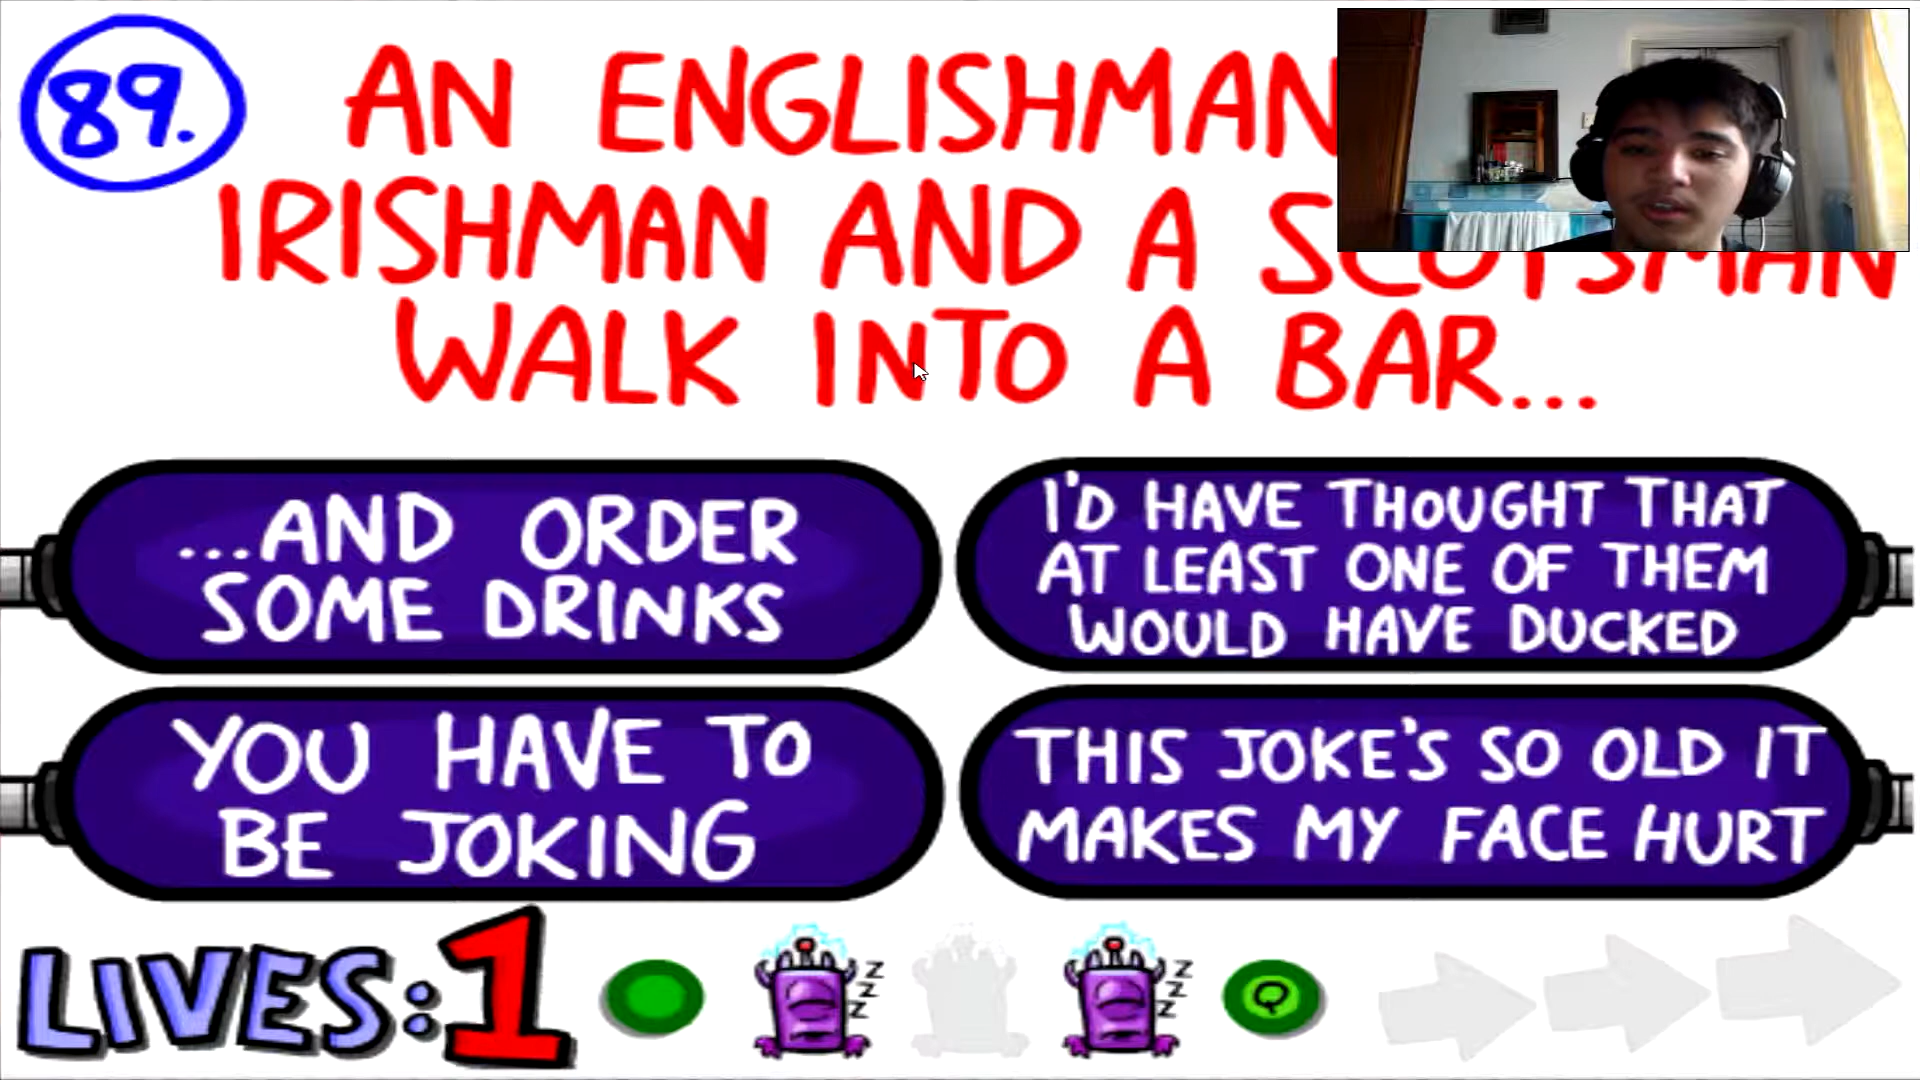 89.
AN ENGLISHMAN
IRISHMAN AND A SCOTSMAN
WALK INTO A BAR...
...AND ORDER
SOME DRINKS
I'D HAVE THOUGHT THAT
AT LEAST ONE OF THEM
WOULD HAVE DUCKED
YOU HAVE TO
BE JOKING
THIS JOKE'S SO OLD IT
MAKES MY FACE HURT
LIVES:1
Z
Z
Z
Z
Z
Z
Q